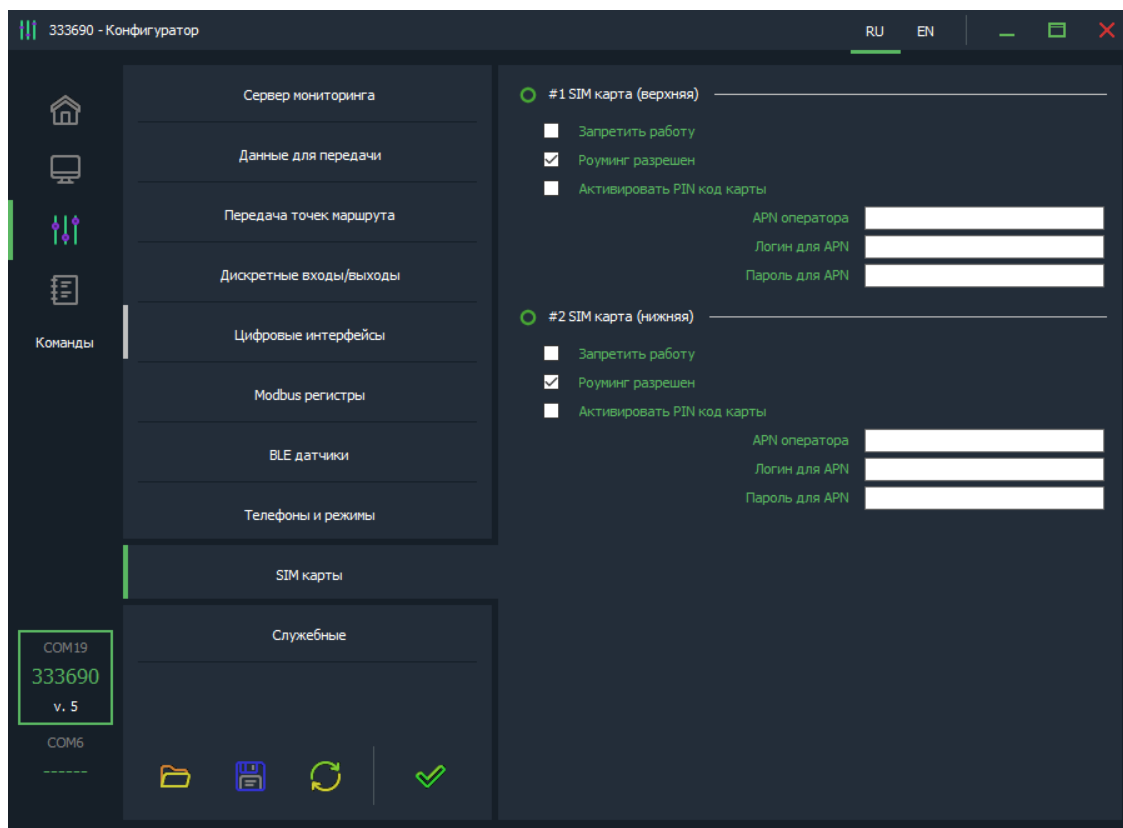 333690 - Конфигуратор
RU
EN
Команды
COM19
333690
v. 5
COM6
------
Сервер мониторинга
Данные для передачи
Передача точек маршрута
Дискретные входы/выходы
Цифровые интерфейсы
Modbus регистры
BLE датчики
Телефоны и режимы
SIM карты
Служебные
#1 SIM карта (верхняя)
Запретить работу
Роуминг разрешен
Активировать PIN код карты
APN оператора
Логин для APN
Пароль для APN
#2 SIM карта (нижняя)
Запретить работу
Роуминг разрешен
Активировать PIN код карты
APN оператора
Логин для APN
Пароль для APN